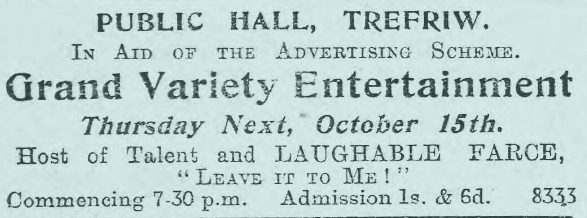 PUBLIC HALL, TREFRIW.
IN AID OF THE ADVERTISING SCHEME.
Grand Variety Entertainment
Thursday Next, October 15th.
Host of Talent and LAUGHABLE FARCE,
"LEAVE IT TO ME!"
Commencing 7-30 p.m. Admission 1s. & 6d. 8333